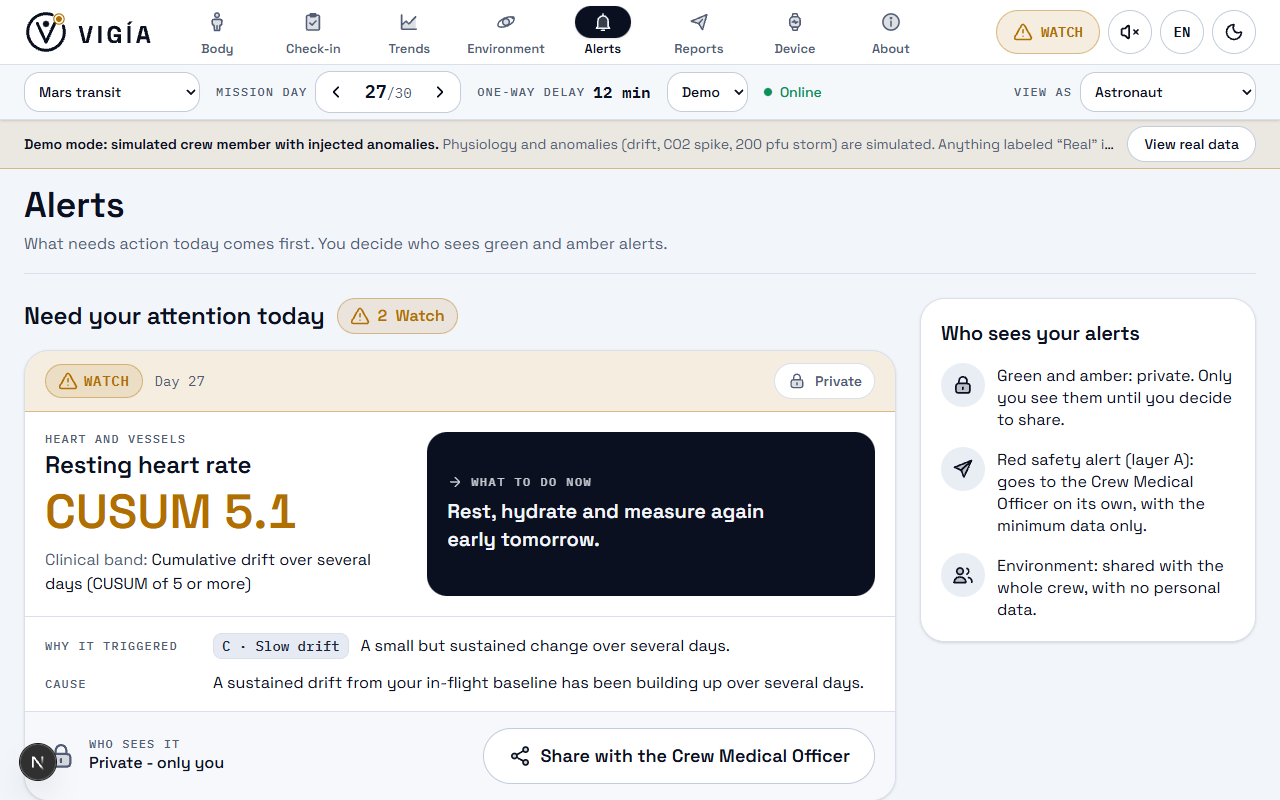 VIGÍA
Body
Check-in
Trends
Environment
Alerts
Reports
Device
About
WATCH
EN
Mars transit
MISSION DAY
27/30
ONE-WAY DELAY 12 min
Demo
Online
VIEW AS
Astronaut
Demo mode: simulated crew member with injected anomalies. Physiology and anomalies (drift, CO2 spike, 200 pfu storm) are simulated. Anything labeled “Real” i…
View real data
Alerts
What needs action today comes first. You decide who sees green and amber alerts.
Need your attention today
2 Watch
WATCH
Day 27
Private
HEART AND VESSELS
Resting heart rate
CUSUM 5.1
Clinical band: Cumulative drift over several
days (CUSUM of 5 or more)
WHAT TO DO NOW
Rest, hydrate and measure again
early tomorrow.
WHY IT TRIGGERED
C · Slow drift
A small but sustained change over several days.
CAUSE
A sustained drift from your in-flight baseline has been building up over several days.
N
WHO SEES IT
Private - only you
Share with the Crew Medical Officer
Who sees your alerts
Green and amber: private. Only
you see them until you decide
to share.
Red safety alert (layer A):
goes to the Crew Medical
Officer on its own, with the
minimum data only.
Environment: shared with the
whole crew, with no personal
data.